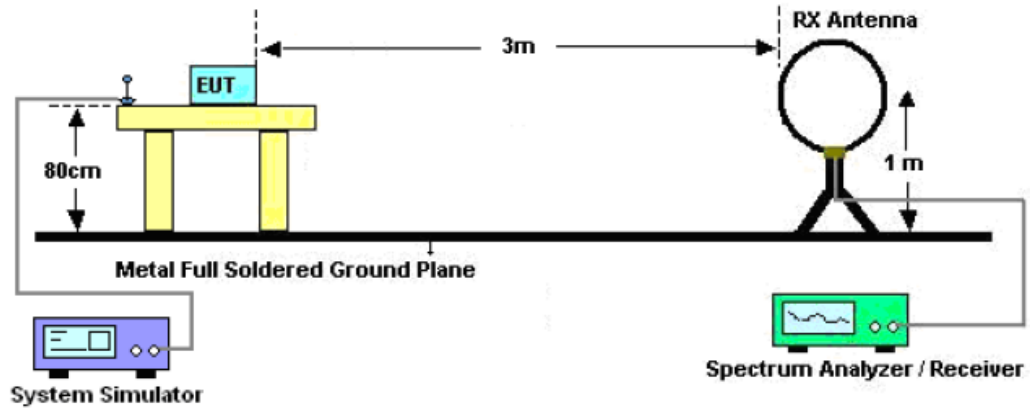 RX Antenna
3m
EUT
80cm
1 m
Metal Full Soldered Ground Plane
System Simulator
Spectrum Analyzer / Receiver